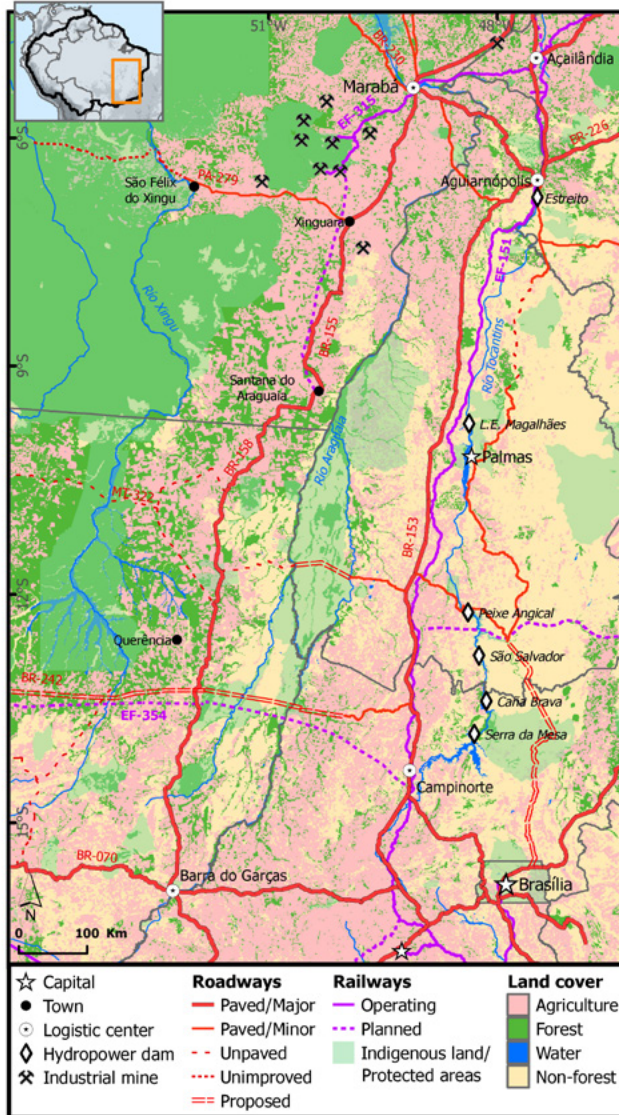 51°W
48°W
BR-230
Açailândia
Marabá
EF-315
BR-226
6°S
São Félix
do Xingu
PA-279
Aguiarnópolis
Estreito
Xinguara
EF-151
Rio Xingu
BR-155
Rio Tocantins
9°S
Santana do
Araguaía
L.E. Magalhães
Rio Araguaia
BR-158
Palmas
MT-322
BR-153
12°S
Peixe Angical
Querência
São Salvador
BR-242
Cana Brava
EF-354
Serra da Mesa
Campinorte
15°S
BR-070
Barra do Garças
Brasília
N
0 100 Km
Capital
Town
Logistic center
Hydropower dam
Industrial mine
Roadways
Paved/Major
Paved/Minor
Unpaved
Unimproved
Proposed
Railways
Operating
Planned
Indigenous land/
Protected areas
Land cover
Agriculture
Forest
Water
Non-forest